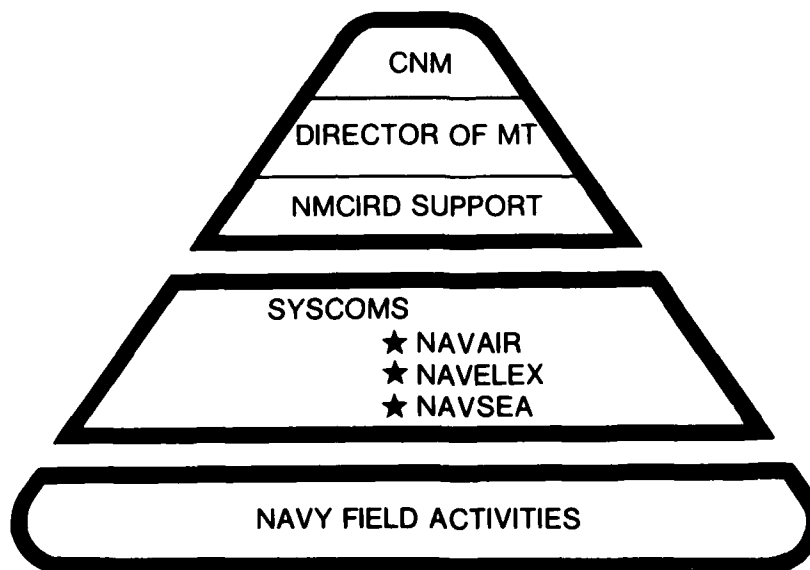 CNM
DIRECTOR OF MT
NMCIRD SUPPORT
SYSCOMS
★ NAVAIR
★ NAVELEX
★ NAVSEA
NAVY FIELD ACTIVITIES